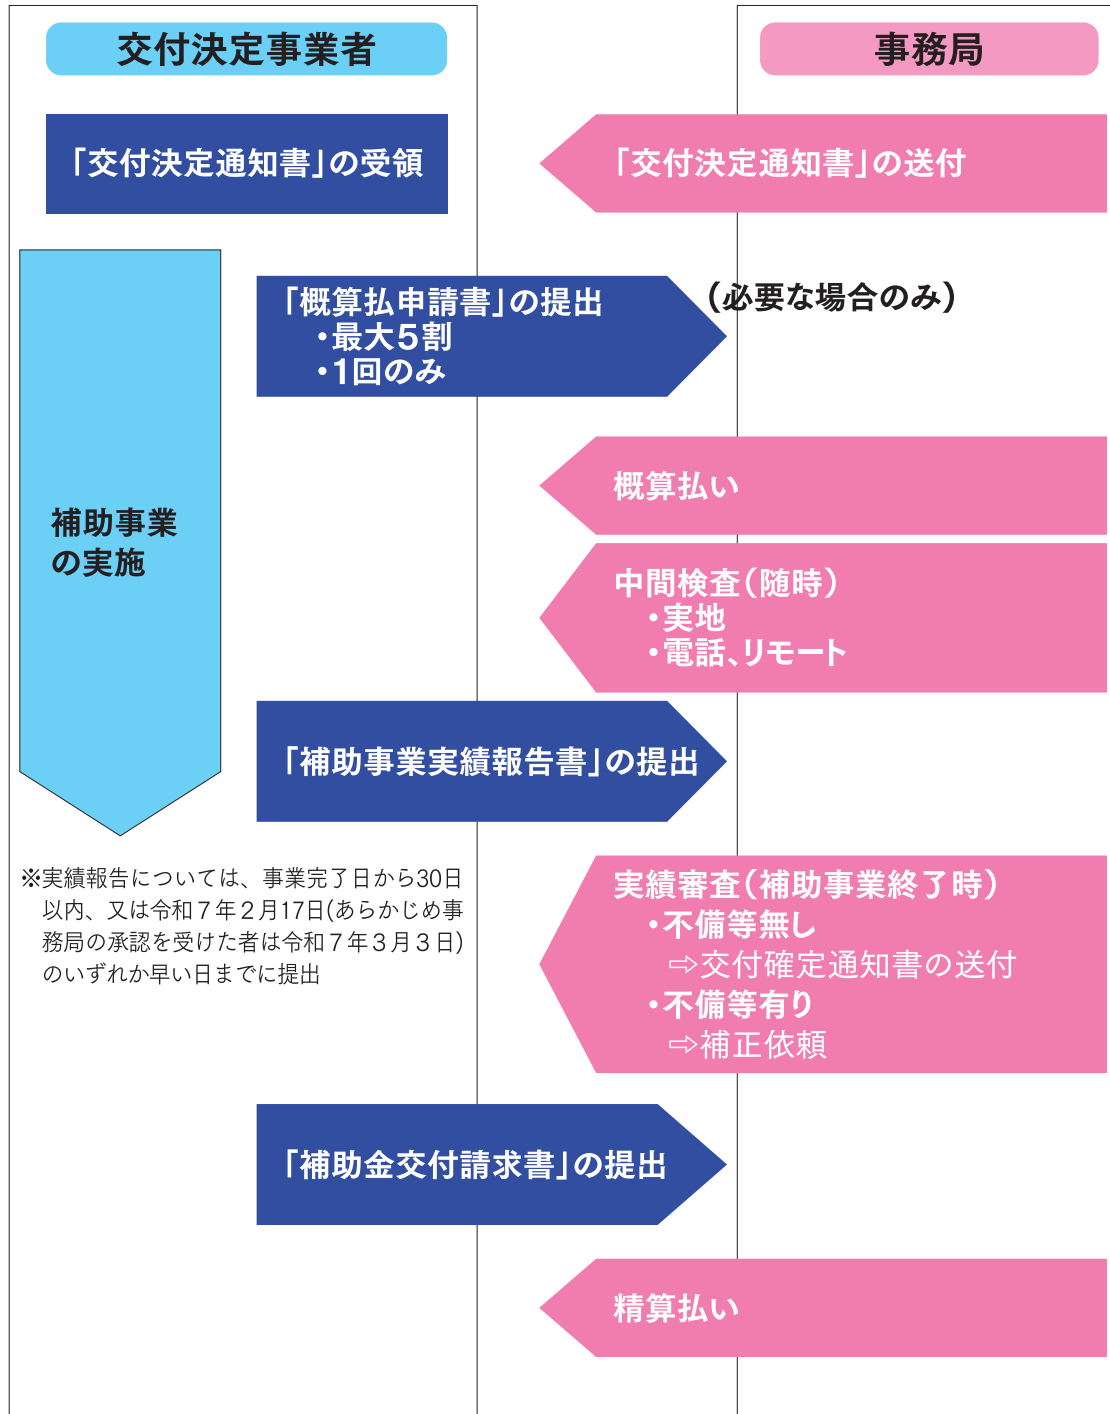 交付決定事業者
事務局
「交付決定通知書」の受領
「交付決定通知書」の送付
「概算払申請書」の提出
・最大5割
・1回のみ
(必要な場合のみ)
概算払い
補助事業
の実施
中間検査(随時)
・実地
・電話、リモート
「補助事業実績報告書」の提出
※実績報告については、事業完了日から30日
以内、又は令和7年2月17日(あらかじめ事
務局の承認を受けた者は令和7年3月3日)
のいずれか早い日までに提出
実績審査(補助事業終了時)
・不備等無し
⇨交付確定通知書の送付
・不備等有り
⇨補正依頼
「補助金交付請求書」の提出
精算払い